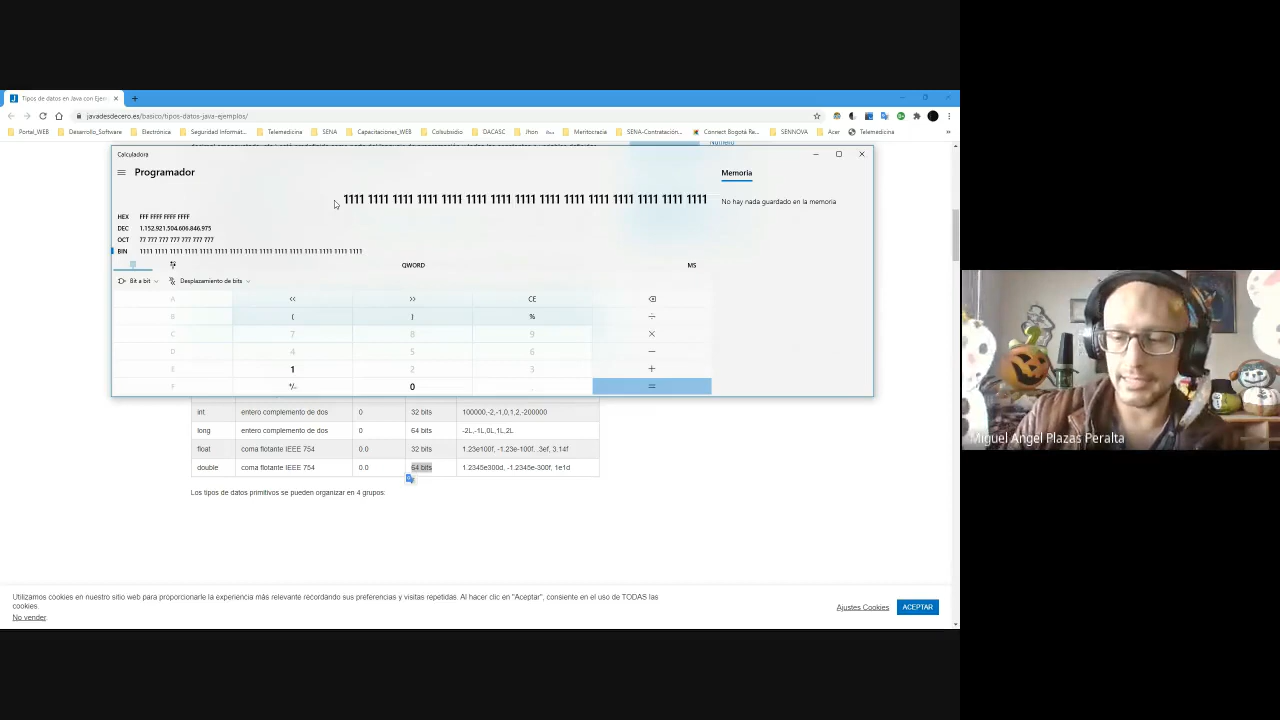 Tipos de datos en Java con Ejem
javadesdecero.es/basico/tipos-datos-java-ejemplos/
Portal_WEB
Desarrollo_Software
Electrónica
Seguridad Informat...
Telemedicina
SENA
Capacitaciones_WEB
Colsubsidio
DACASC
Jhon
Meritocracia
SENA-Contratación...
Connect Bogotá Re...
SENNOVA
Acer
Telemedicina
Número
Calculadora
Programador
Memoria
1111 1111 1111 1111 1111 1111 1111 1111 1111 1111 1111 1111 1111 1111 1111
No hay nada guardado en la memoria
HEX FFF FFFF FFFF FFFF
DEC 1.152.921.504.606.846.975
OCT 77 777 777 777 777 777 777
BIN 1111 1111 1111 1111 1111 1111 1111 1111 1111 1111 1111 1111 1111 1111 1111
QWORD MS
Bit a bit Desplazamiento de bits
A << >> CE
B ( ) % ÷
C 7 8 9 ×
D 4 5 6 −
E 1 2 3 +
F +/- 0 . =
int entero complemento de dos 0 32 bits 100000,-2,-1,0,1,2,-200000
long entero complemento de dos 0 64 bits -2L,-1L,0L,1L,2L
float coma flotante IEEE 754 0.0 32 bits 1.23e100f, -1.23e-100f, .3ef, 3.14f
double coma flotante IEEE 754 0.0 64 bits 1.2345e300d, -1.2345e-300f, 1e1d
Los tipos de datos primitivos se pueden organizar en 4 grupos:
Utilizamos cookies en nuestro sitio web para proporcionarle la experiencia más relevante recordando sus preferencias y visitas repetidas. Al hacer clic en "Aceptar", consiente en el uso de TODAS las
cookies.
No vender.
Ajustes Cookies
ACEPTAR
Miguel Angel Plazas Peralta